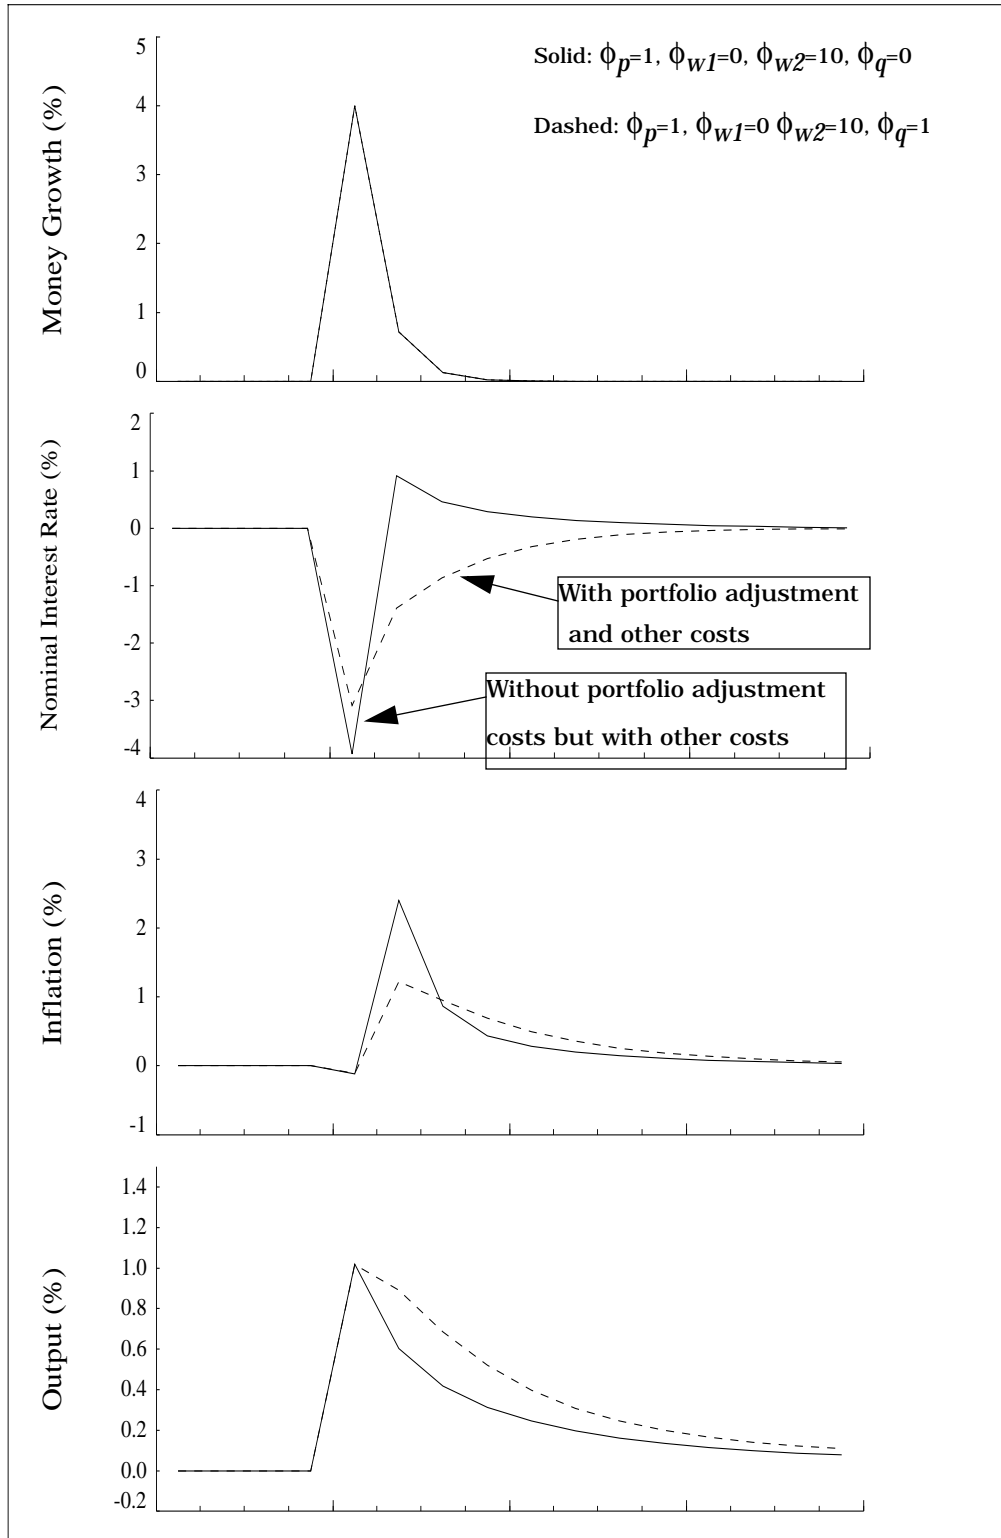 Solid: ϕp=1, ϕw1=0, ϕw2=10, ϕq=0
Dashed: ϕp=1, ϕw1=0 ϕw2=10, ϕq=1
Money Growth (%)
5
4
3
2
1
0
Nominal Interest Rate (%)
2
1
0
-1
-2
-3
-4
With portfolio adjustment
and other costs
Without portfolio adjustment
costs but with other costs
Inflation (%)
4
3
2
1
0
-1
Output (%)
1.4
1.2
1.0
0.8
0.6
0.4
0.2
0.0
-0.2